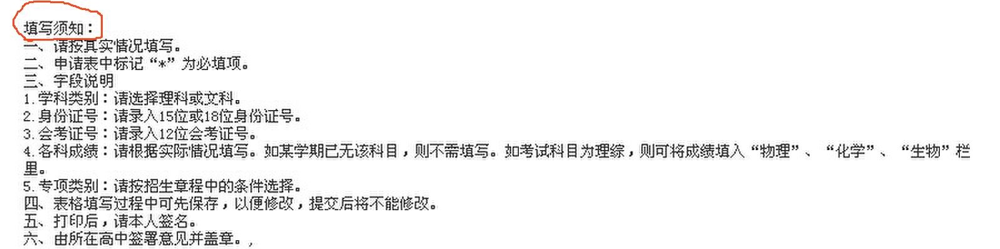 填写须知：
一、请按其实情况填写。
二、申请表中标记“*”为必填项。
三、字段说明
1.学科类别：请选择理科或文科。
2.身份证号：请录入15位或18位身份证号。
3.会考证号：请录入12位会考证号。
4.各科成绩：请根据实际情况填写。如某学期已无该科目，则不需填写。如考试科目为理综，则可将成绩填入“物理”、“化学”、“生物”栏
里。
5.专项类别：请按招生章程中的条件选择。
四、表格填写过程中可先保存，以便修改，提交后将不能修改。
五、打印后，请本人签名。
六、由所在高中签署意见并盖章。,